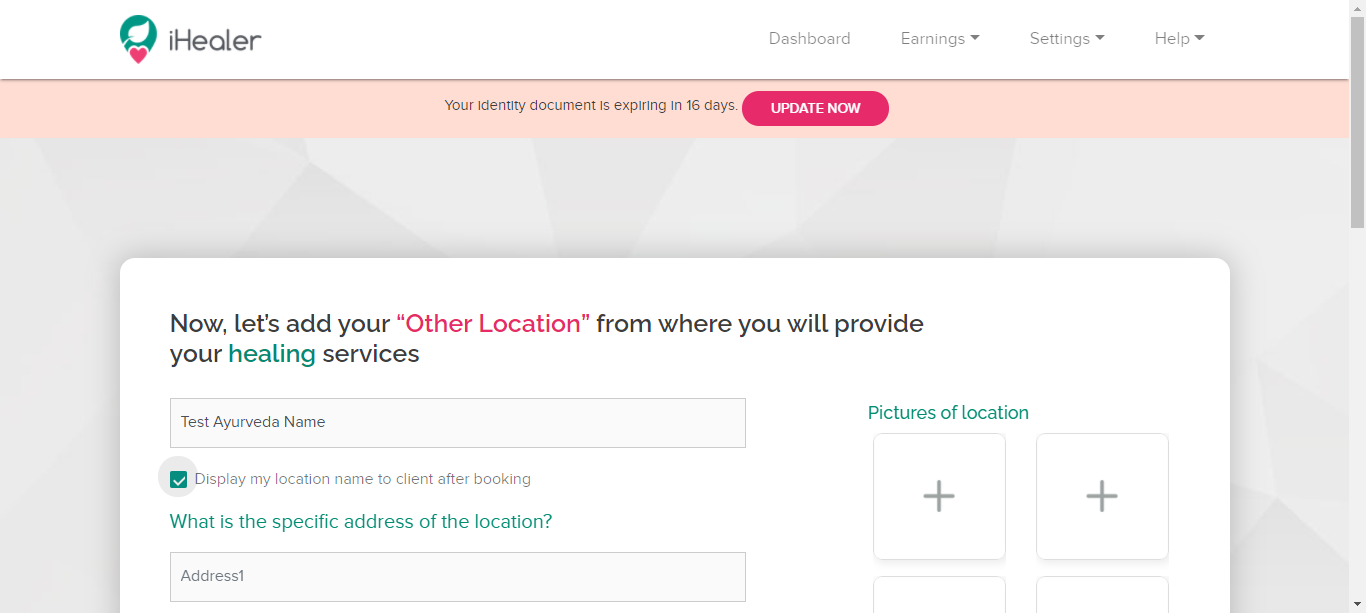 iHealer
Dashboard
Earnings
Settings
Help
Your identity document is expiring in 16 days.
UPDATE NOW
Now, let's add your “Other Location” from where you will provide
your healing services
Test Ayurveda Name
Display my location name to client after booking
What is the specific address of the location?
Address1
Pictures of location